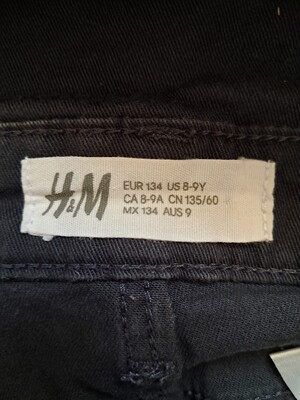 H&M
EUR 134 US 8-9Y
CA 8-9A CN 135/60
MX 134 AUS 9